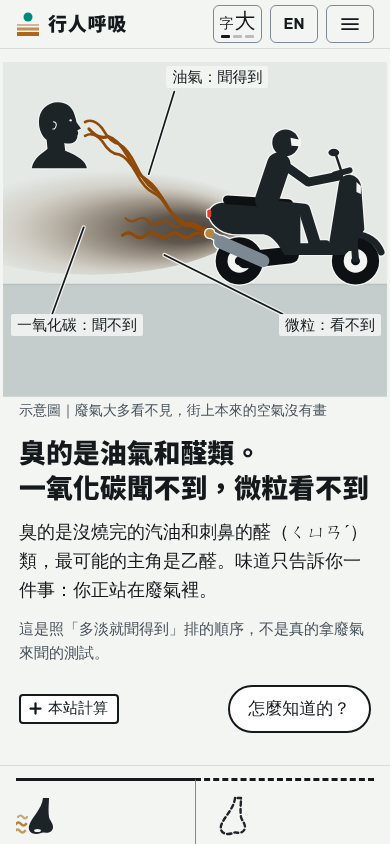 行人呼吸
字大
EN
油氣：聞得到
一氧化碳：聞不到
微粒：看不到
示意圖｜廢氣大多看不見，街上本來的空氣沒有畫
臭的是油氣和醛類。
一氧化碳聞不到，微粒看不到
臭的是沒燒完的汽油和刺鼻的醛（ㄑㄩㄢˊ）
類，最可能的主角是乙醛。味道只告訴你一
件事：你正站在廢氣裡。
這是照「多淡就聞得到」排的順序，不是真的拿廢氣
來聞的測試。
+ 本站計算
怎麼知道的？